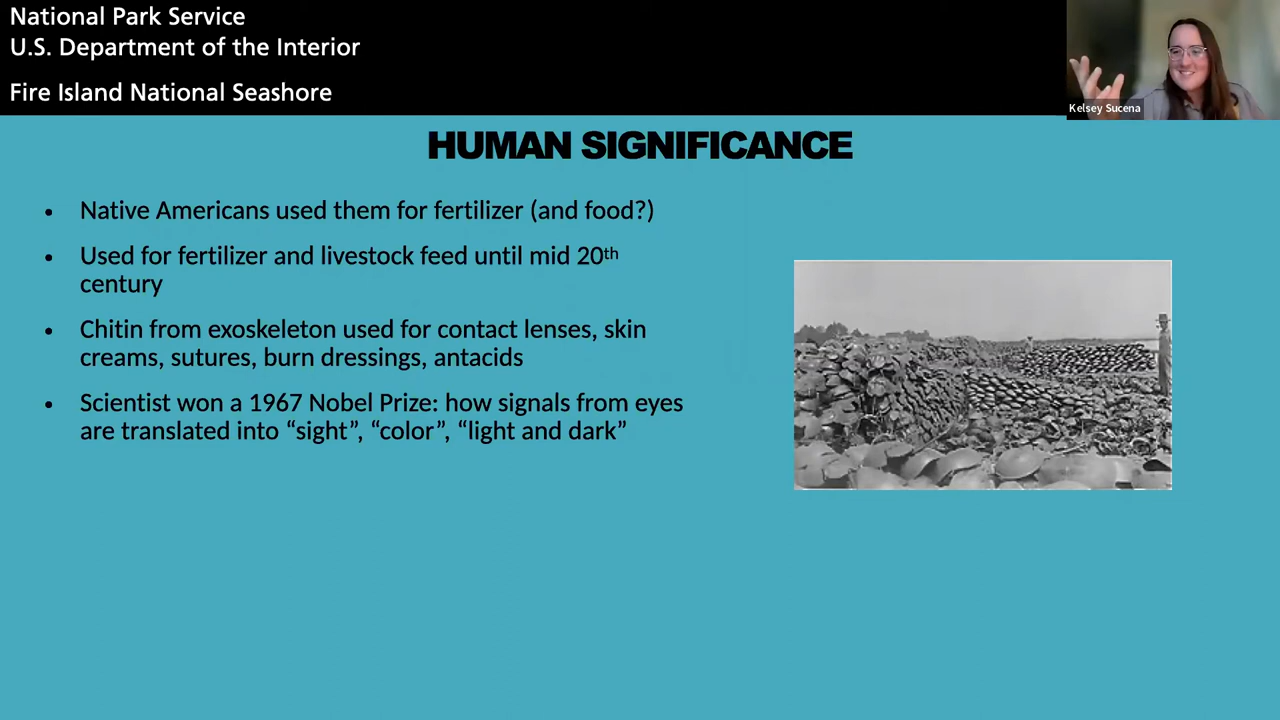 National Park Service
U.S. Department of the Interior
Fire Island National Seashore
Kelsey Sucena
HUMAN SIGNIFICANCE
• Native Americans used them for fertilizer (and food?)
• Used for fertilizer and livestock feed until mid 20th
century
• Chitin from exoskeleton used for contact lenses, skin
creams, sutures, burn dressings, antacids
• Scientist won a 1967 Nobel Prize: how signals from eyes
are translated into “sight”, “color”, “light and dark”